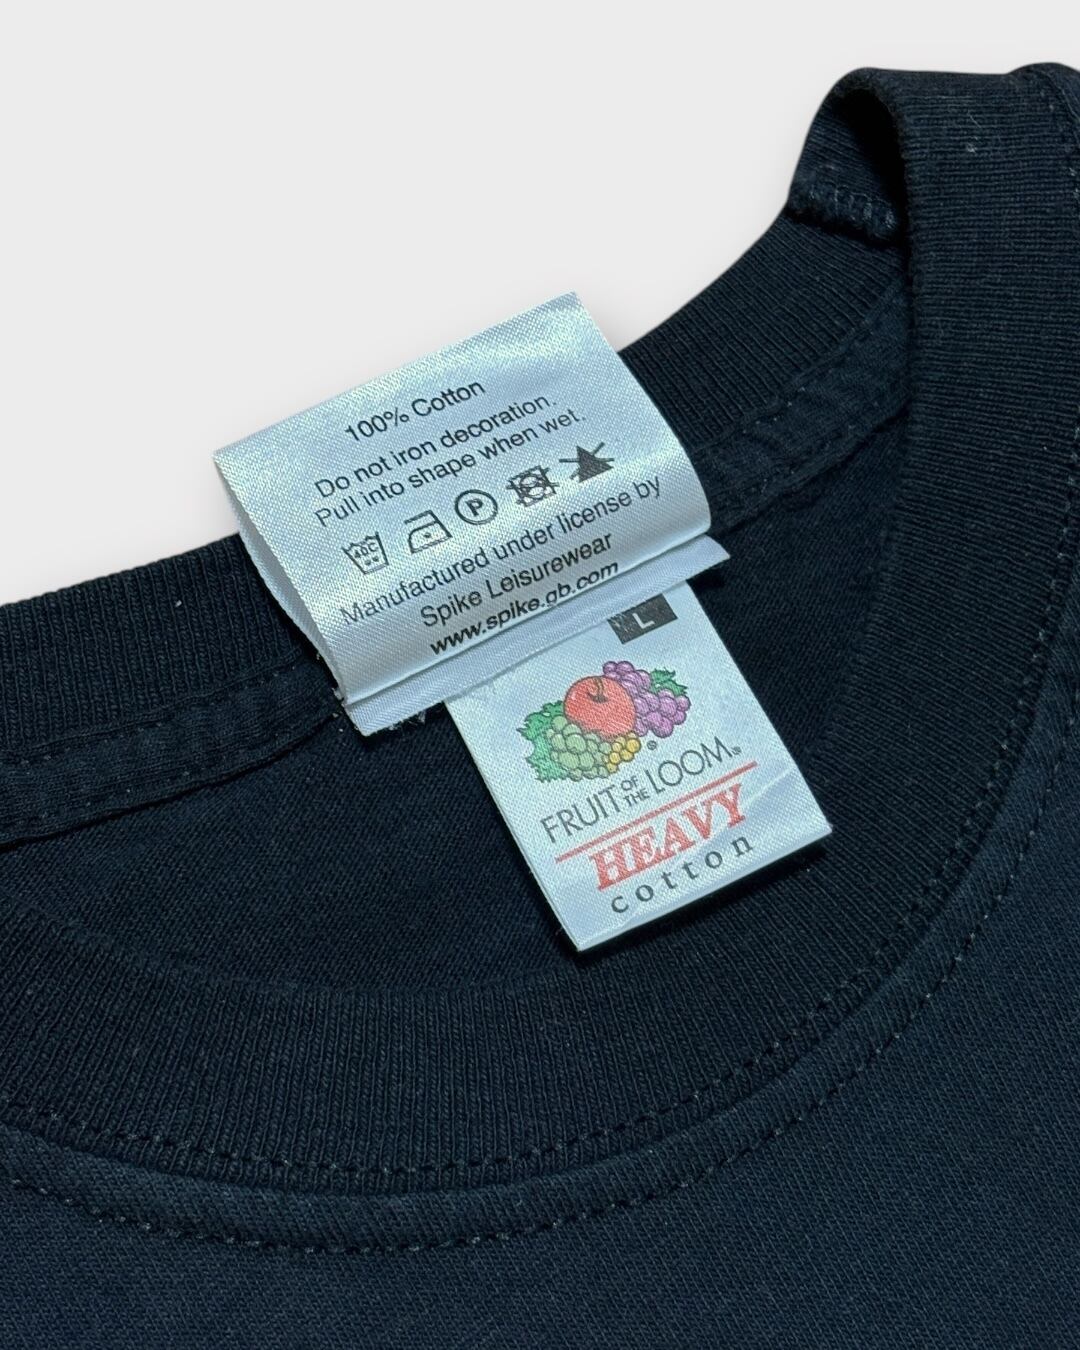 100% Cotton
Do not iron decoration.
Pull into shape when wet.
ABC
P
Manufactured under license by
Spike Leisurewear
www.spike.gb.com
L
FRUIT OF THE LOOM®
HEAVY
cotton